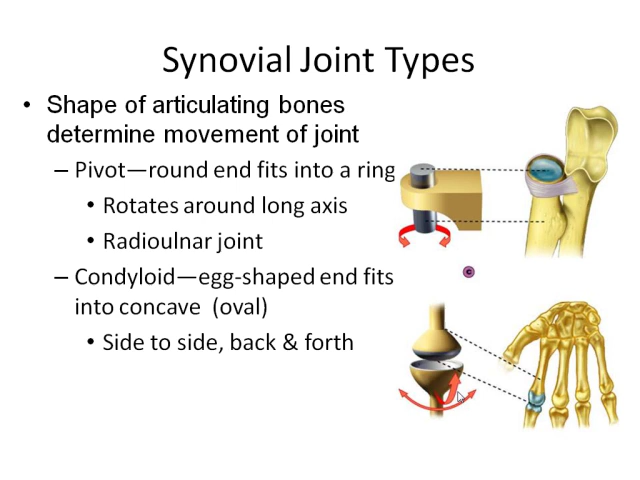 Synovial Joint Types
• Shape of articulating bones
determine movement of joint
– Pivot—round end fits into a ring
• Rotates around long axis
• Radioulnar joint
– Condyloid—egg-shaped end fits
into concave (oval)
• Side to side, back & forth
c